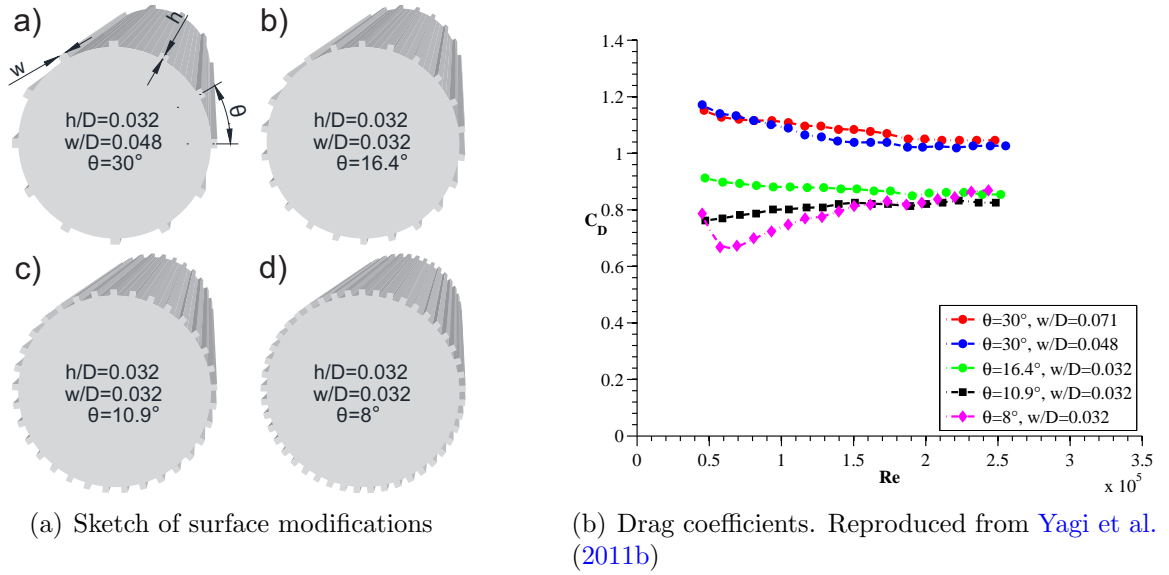 a)
h
w
θ
h/D=0.032
w/D=0.048
θ=30°
b)
h/D=0.032
w/D=0.032
θ=16.4°
c)
h/D=0.032
w/D=0.032
θ=10.9°
d)
h/D=0.032
w/D=0.032
θ=8°
(a) Sketch of surface modifications
1.4
1.2
1
0.8
C_D
0.6
0.4
0.2
0
0 0.5 1 1.5 2 2.5 3 3.5
Re
x 10⁵
θ=30°, w/D=0.071
θ=30°, w/D=0.048
θ=16.4°, w/D=0.032
θ=10.9°, w/D=0.032
θ=8°, w/D=0.032
(b) Drag coefficients. Reproduced from Yagi et al.
(2011b)